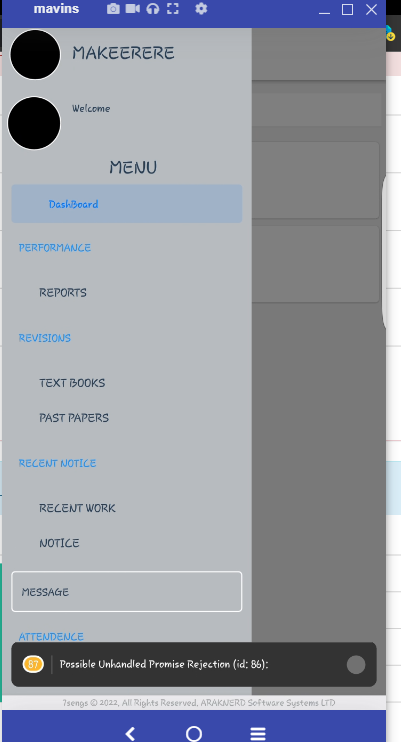 mavins
MAKEERERE
Welcome
MENU
DashBoard
PERFORMANCE
REPORTS
REVISIONS
TEXT BOOKS
PAST PAPERS
RECENT NOTICE
RECENT WORK
NOTICE
MESSAGE
ATTENDENCE
87 Possible Unhandled Promise Rejection (id: 86):
7songs © 2022, All Rights Reserved. ARAKNERD Software Systems LTD